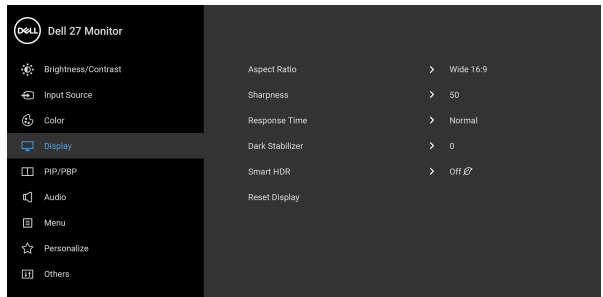 DELL Dell 27 Monitor
Brightness/Contrast
Input Source
Color
Display
PIP/PBP
Audio
Menu
Personalize
Others
Aspect Ratio > Wide 16:9
Sharpness > 50
Response Time > Normal
Dark Stabilizer > 0
Smart HDR > Off
Reset Display